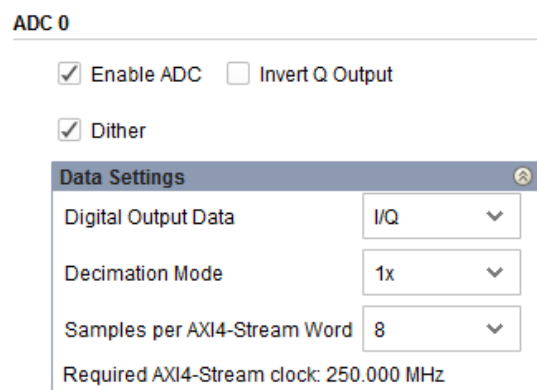 ADC 0
Enable ADC Invert Q Output
Dither
Data Settings
Digital Output Data I/Q
Decimation Mode 1x
Samples per AXI4-Stream Word 8
Required AXI4-Stream clock: 250.000 MHz